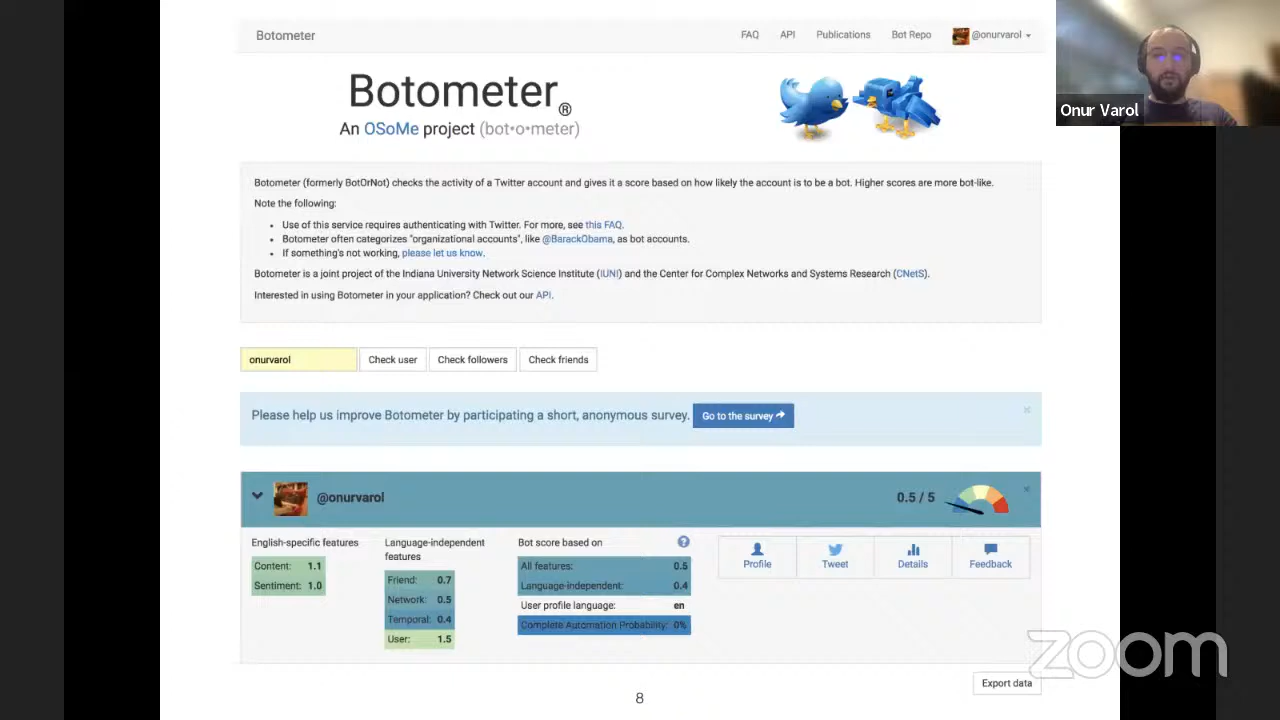 Botometer
FAQ
API
Publications
Bot Repo
@onurvarol
Onur Varol
Botometer®
An OSoMe project (bot•o•meter)
Botometer (formerly BotOrNot) checks the activity of a Twitter account and gives it a score based on how likely the account is to be a bot. Higher scores are more bot-like.
Note the following:
• Use of this service requires authenticating with Twitter. For more, see this FAQ.
• Botometer often categorizes "organizational accounts", like @BarackObama, as bot accounts.
• If something's not working, please let us know.
Botometer is a joint project of the Indiana University Network Science Institute (IUNI) and the Center for Complex Networks and Systems Research (CNetS).
Interested in using Botometer in your application? Check out our API.
onurvarol
Check user
Check followers
Check friends
Please help us improve Botometer by participating a short, anonymous survey.
Go to the survey
@onurvarol
0.5 / 5
English-specific features
Content: 1.1
Sentiment: 1.0
Language-independent
features
Friend: 0.7
Network: 0.5
Temporal: 0.4
User: 1.5
Bot score based on
All features: 0.5
Language-independent: 0.4
User profile language: en
Complete Automation Probability: 0%
Profile
Tweet
Details
Feedback
Export data
8
zoom